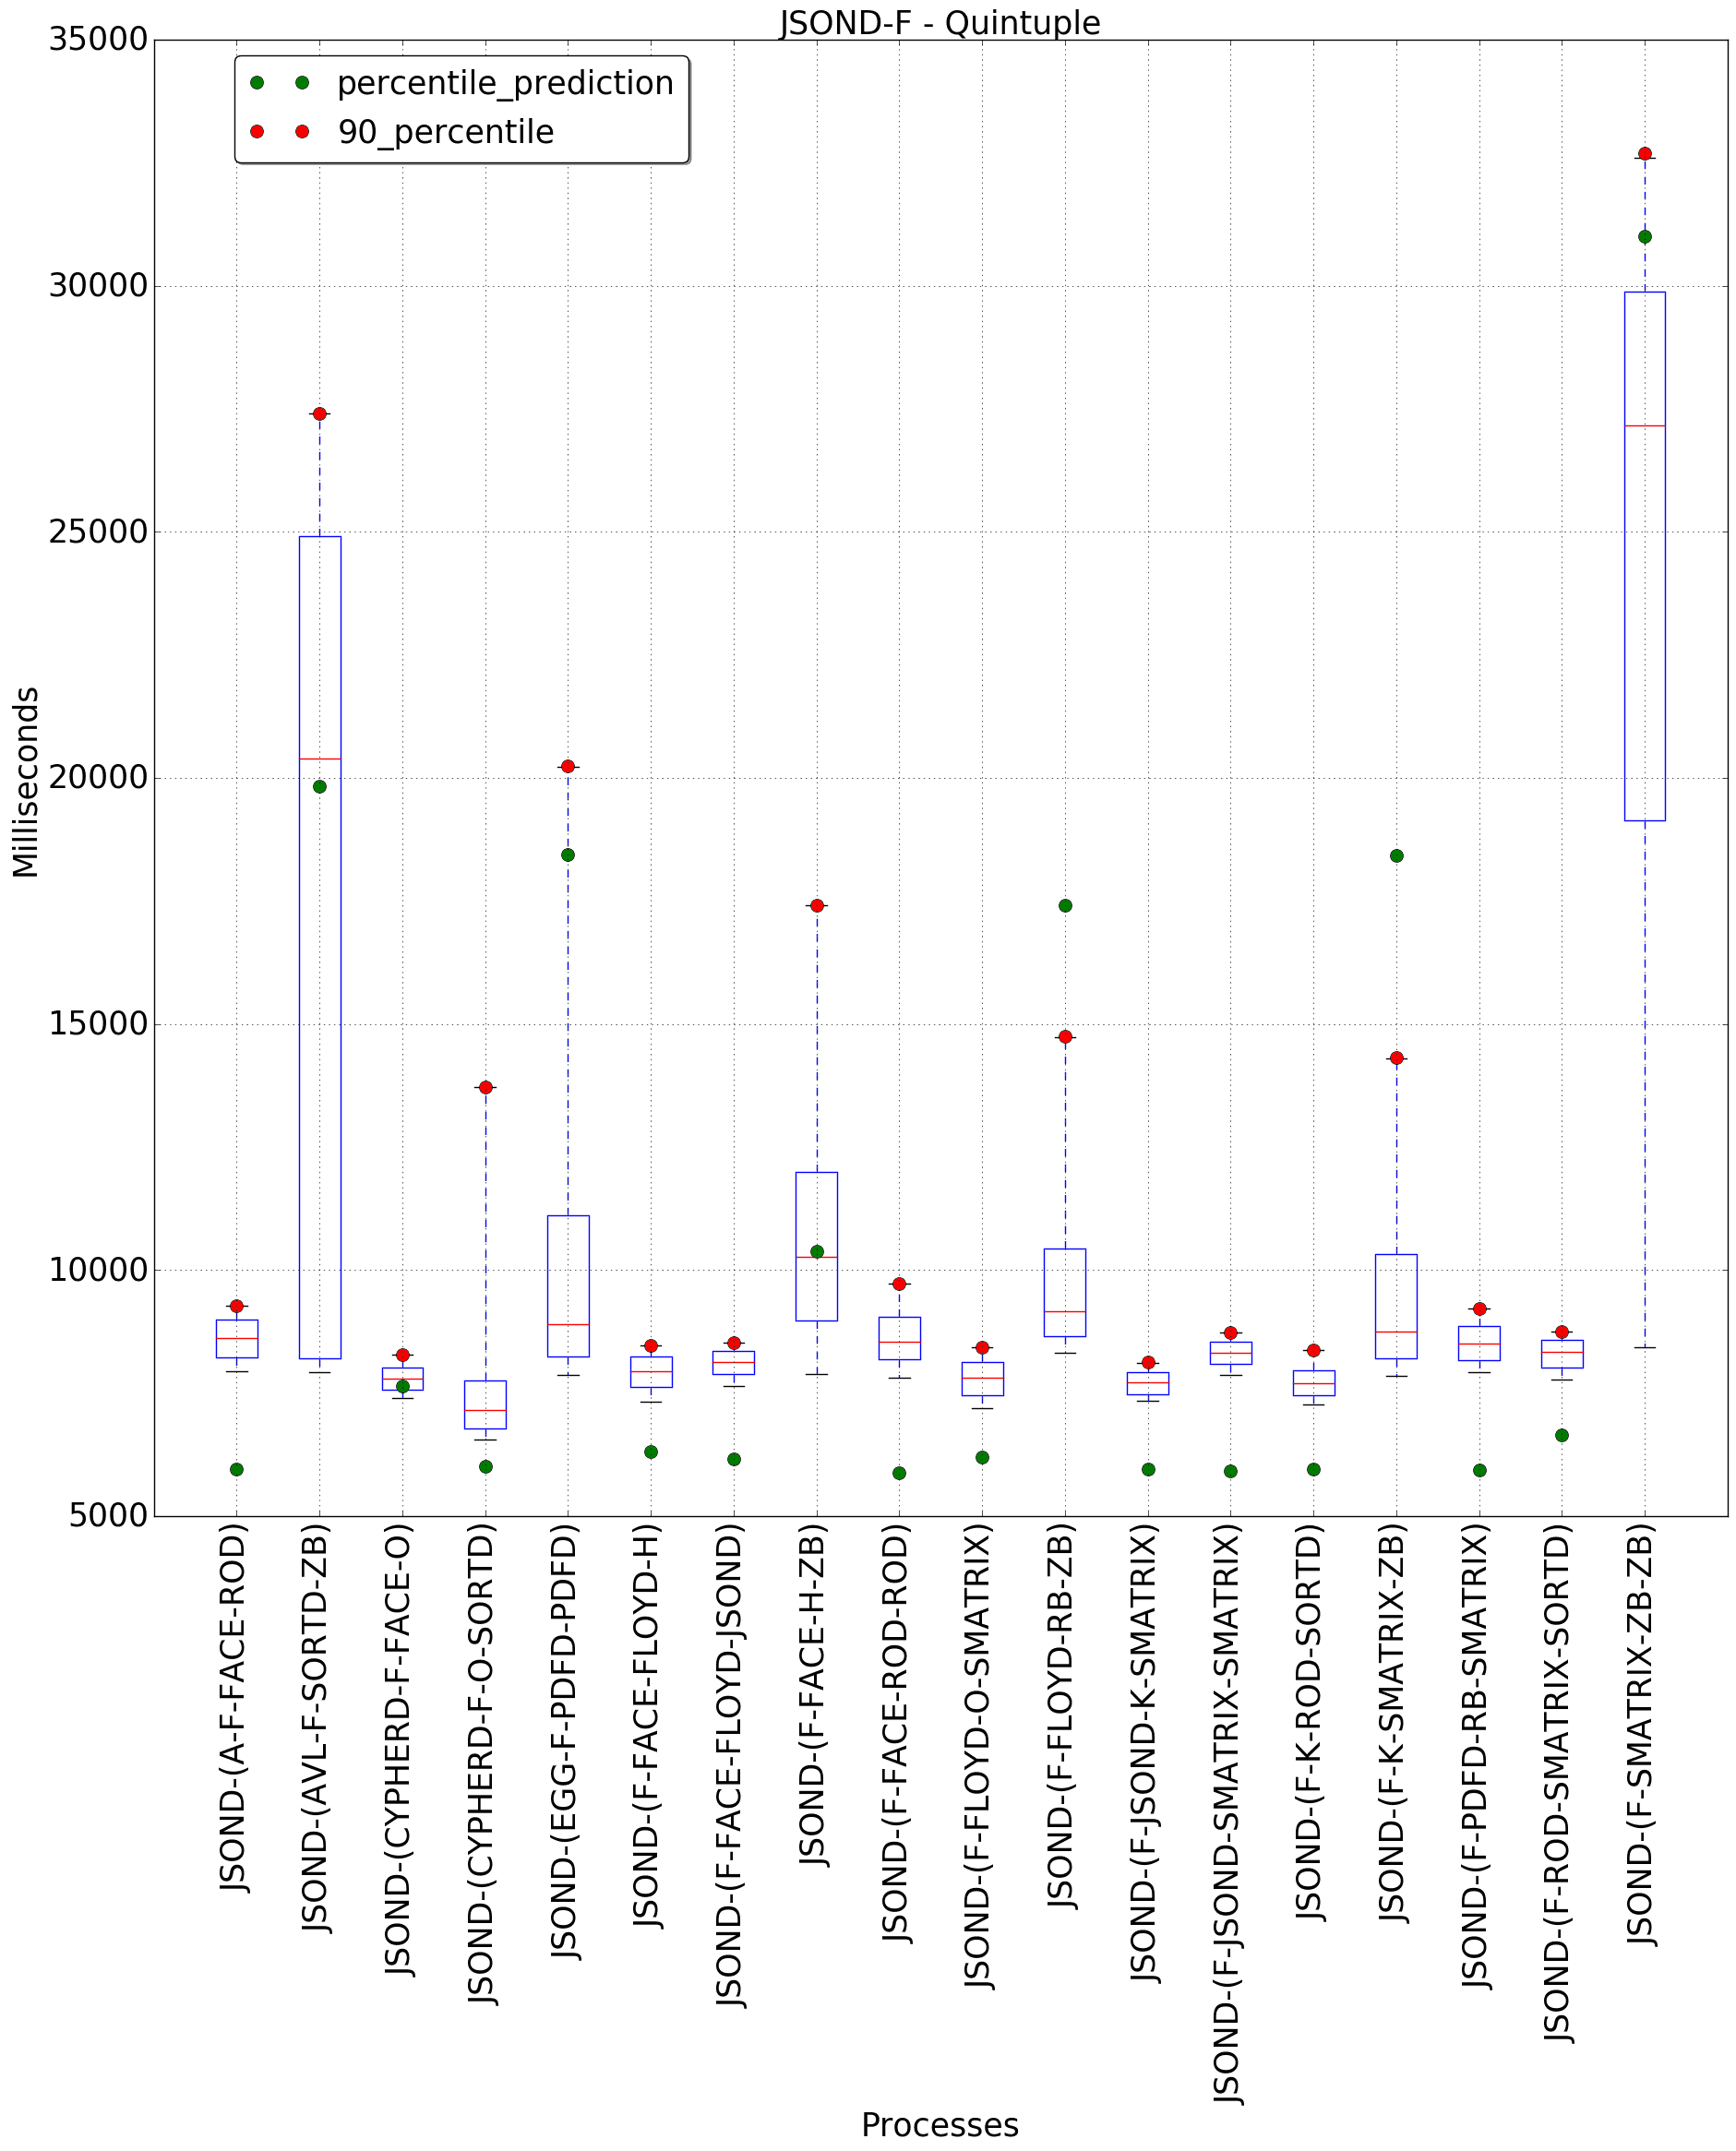 JSOND-F - Quintuple
percentile_prediction
90_percentile
35000
30000
25000
20000
15000
10000
5000
Milliseconds
JSOND-(A-F-FACE-ROD)
JSOND-(AVL-F-SORTD-ZB)
JSOND-(CYPHERD-F-FACE-O)
JSOND-(CYPHERD-F-O-SORTD)
JSOND-(EGG-F-PDFD-PDFD)
JSOND-(F-FACE-FLOYD-H)
JSOND-(F-FACE-FLOYD-JSOND)
JSOND-(F-FACE-H-ZB)
JSOND-(F-FACE-ROD-ROD)
JSOND-(F-FLOYD-O-SMATRIX)
JSOND-(F-FLOYD-RB-ZB)
JSOND-(F-JSOND-K-SMATRIX)
JSOND-(F-JSOND-SMATRIX-SMATRIX)
JSOND-(F-K-ROD-SORTD)
JSOND-(F-K-SMATRIX-ZB)
JSOND-(F-PDFD-RB-SMATRIX)
JSOND-(F-ROD-SMATRIX-SORTD)
JSOND-(F-SMATRIX-ZB-ZB)
Processes